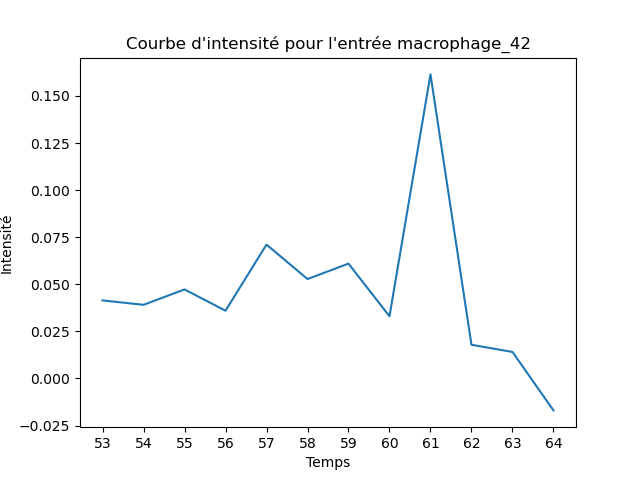 Courbe d'intensité pour l'entrée macrophage_42
0.150
0.125
0.100
0.075
0.050
0.025
0.000
−0.025
Intensité
53 54 55 56 57 58 59 60 61 62 63 64
Temps